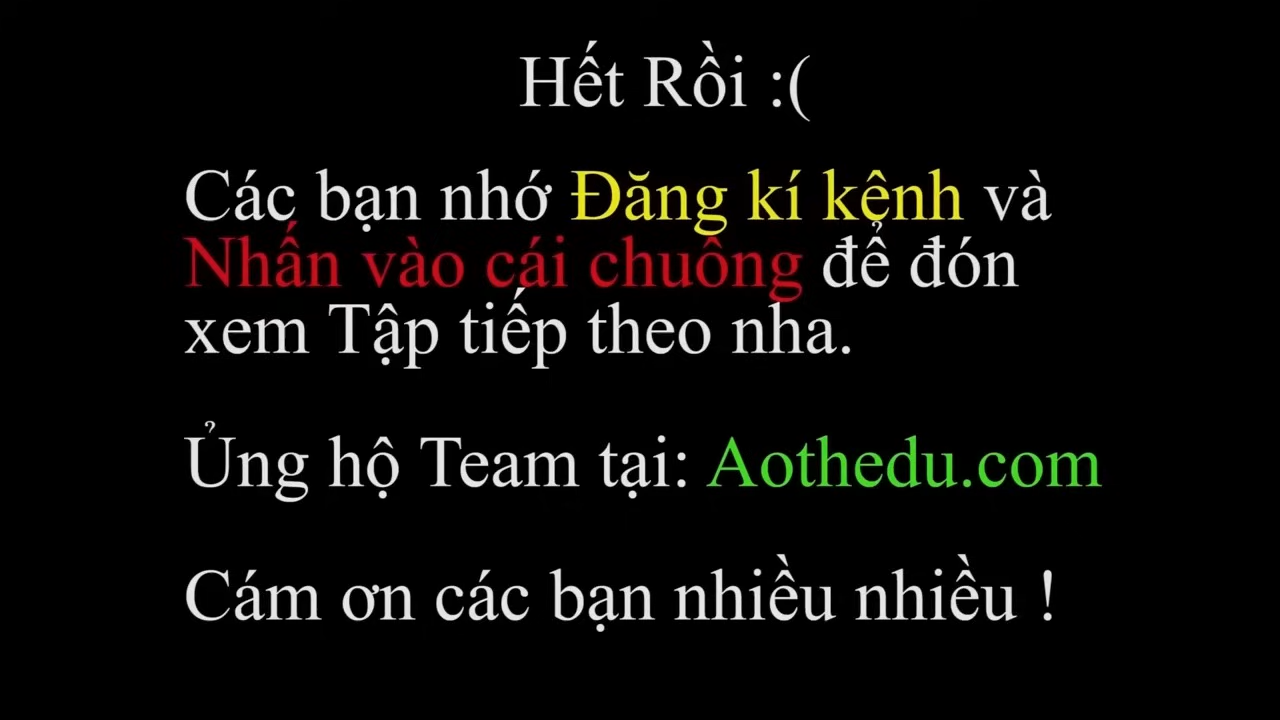 Hết Rồi :(
Các bạn nhớ Đăng kí kênh và
Nhấn vào cái chuông để đón
xem Tập tiếp theo nha.
Ủng hộ Team tại: Aothedu.com
Cám ơn các bạn nhiều nhiều !